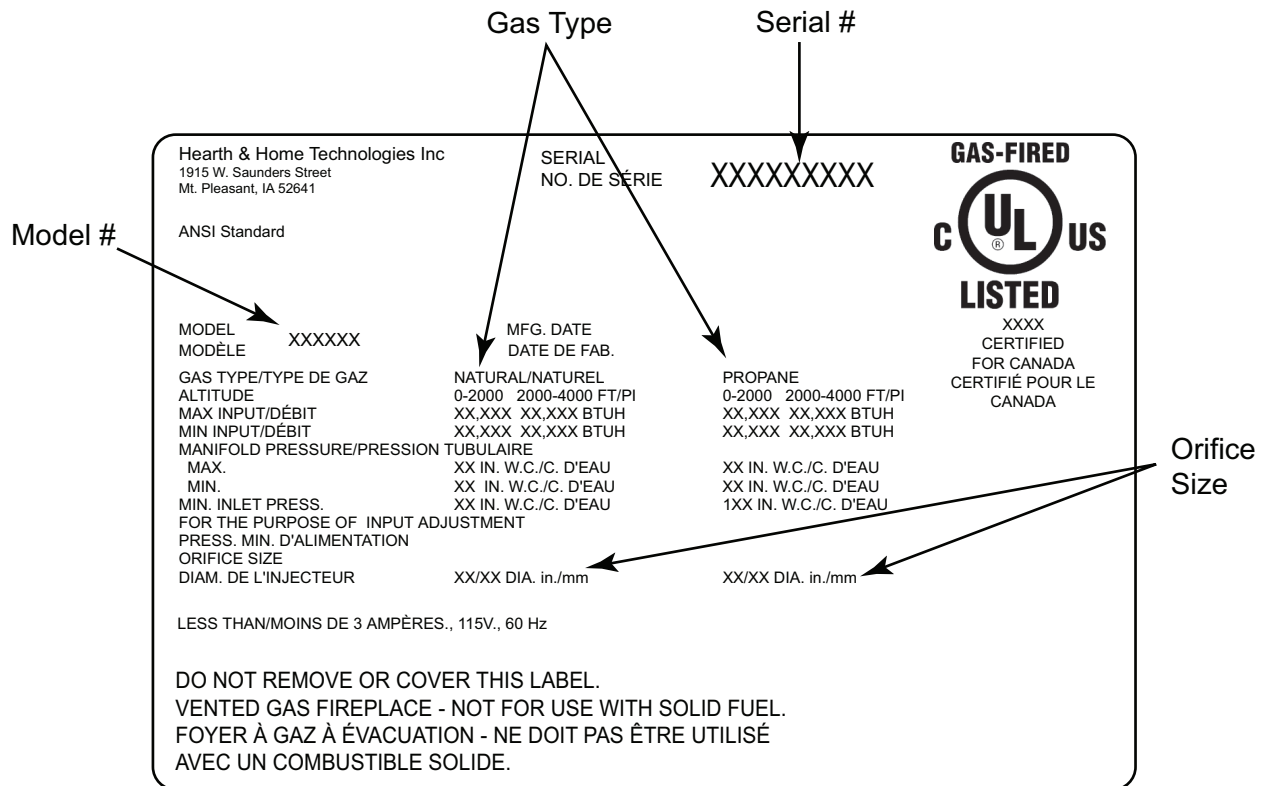 Gas Type
Serial #
Model #
Hearth & Home Technologies Inc
1915 W. Saunders Street
Mt. Pleasant, IA 52641
ANSI Standard
SERIAL
NO. DE SÉRIE
XXXXXXXXX
GAS-FIRED
C UL US
®
LISTED
XXXX
CERTIFIED
FOR CANADA
CERTIFIÉ POUR LE
CANADA
MODEL
MODÈLE
XXXXXX
MFG. DATE
DATE DE FAB.
GAS TYPE/TYPE DE GAZ NATURAL/NATUREL PROPANE
ALTITUDE 0-2000 2000-4000 FT/PI 0-2000 2000-4000 FT/PI
MAX INPUT/DÉBIT XX,XXX XX,XXX BTUH XX,XXX XX,XXX BTUH
MIN INPUT/DÉBIT XX,XXX XX,XXX BTUH XX,XXX XX,XXX BTUH
MANIFOLD PRESSURE/PRESSION TUBULAIRE
MAX. XX IN. W.C./C. D'EAU XX IN. W.C./C. D'EAU
MIN. XX IN. W.C./C. D'EAU XX IN. W.C./C. D'EAU
MIN. INLET PRESS. XX IN. W.C./C. D'EAU 1XX IN. W.C./C. D'EAU
FOR THE PURPOSE OF INPUT ADJUSTMENT
PRESS. MIN. D'ALIMENTATION
ORIFICE SIZE
DIAM. DE L'INJECTEUR XX/XX DIA. in./mm XX/XX DIA. in./mm
Orifice
Size
LESS THAN/MOINS DE 3 AMPÈRES., 115V., 60 Hz
DO NOT REMOVE OR COVER THIS LABEL.
VENTED GAS FIREPLACE - NOT FOR USE WITH SOLID FUEL.
FOYER À GAZ À ÉVACUATION - NE DOIT PAS ÊTRE UTILISÉ
AVEC UN COMBUSTIBLE SOLIDE.